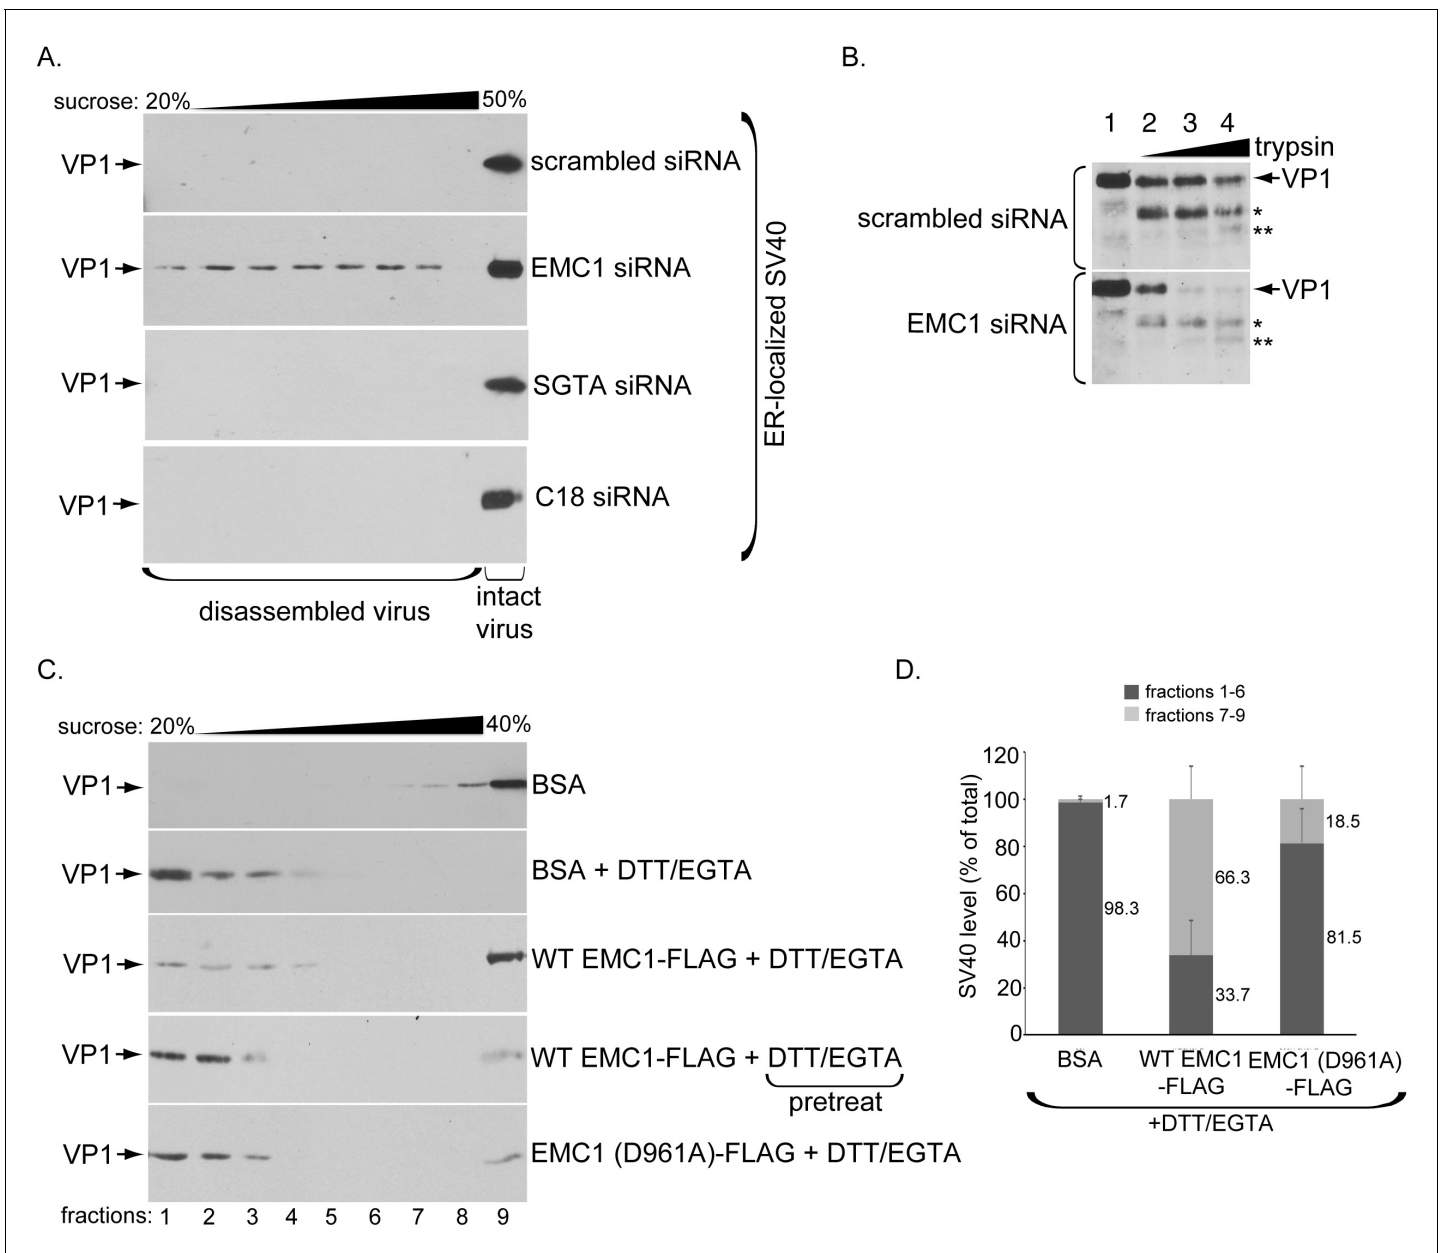 A.
sucrose: 20% 50%
VP1 scrambled siRNA
VP1 EMC1 siRNA
VP1 SGTA siRNA
VP1 C18 siRNA
ER-localized SV40
disassembled virus
intact
virus
B.
1 2 3 4
trypsin
scrambled siRNA
VP1
*
**
EMC1 siRNA
VP1
*
**
C.
sucrose: 20% 40%
VP1 BSA
VP1 BSA + DTT/EGTA
VP1 WT EMC1-FLAG + DTT/EGTA
VP1 WT EMC1-FLAG + DTT/EGTA
pretreat
VP1 EMC1 (D961A)-FLAG + DTT/EGTA
fractions: 1 2 3 4 5 6 7 8 9
D.
fractions 1-6
fractions 7-9
SV40 level (% of total)
120
100
80
60
40
20
0
1.7
98.3
66.3
33.7
18.5
81.5
BSA
WT EMC1
-FLAG
EMC1 (D961A)
-FLAG
+DTT/EGTA